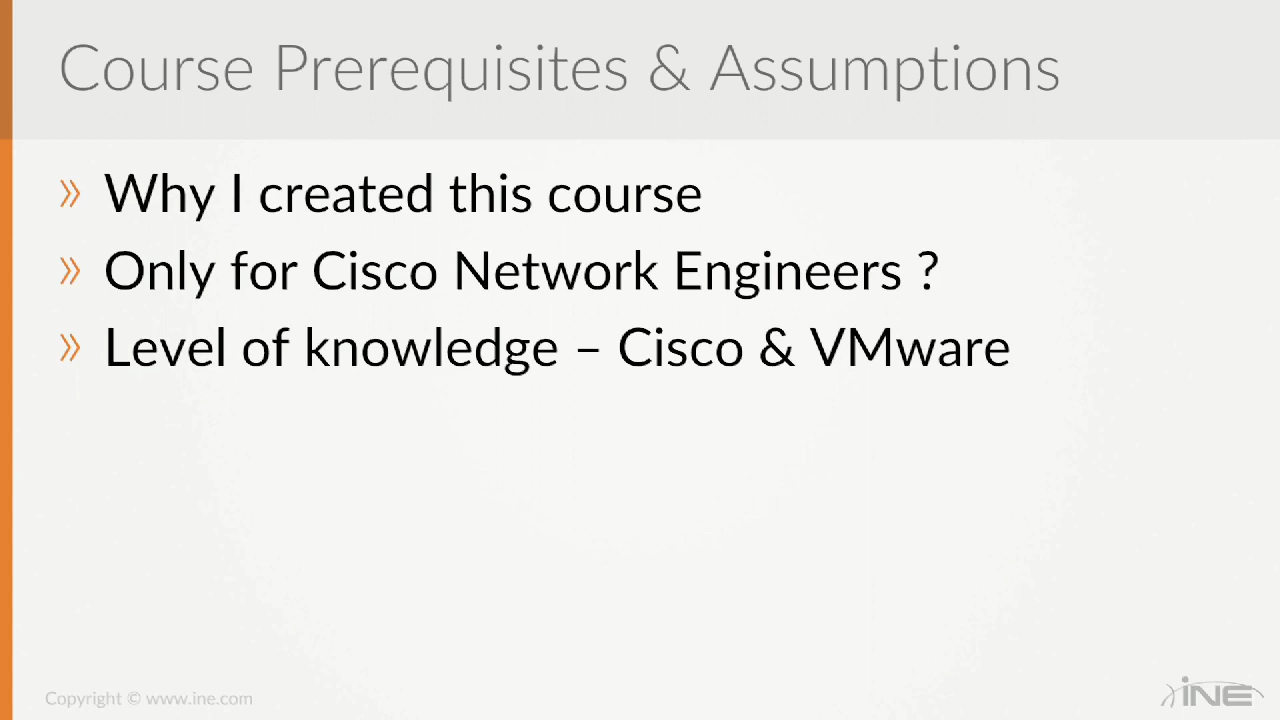 Course Prerequisites & Assumptions
» Why I created this course
» Only for Cisco Network Engineers ?
» Level of knowledge – Cisco & VMware
Copyright © www.ine.com
iNE